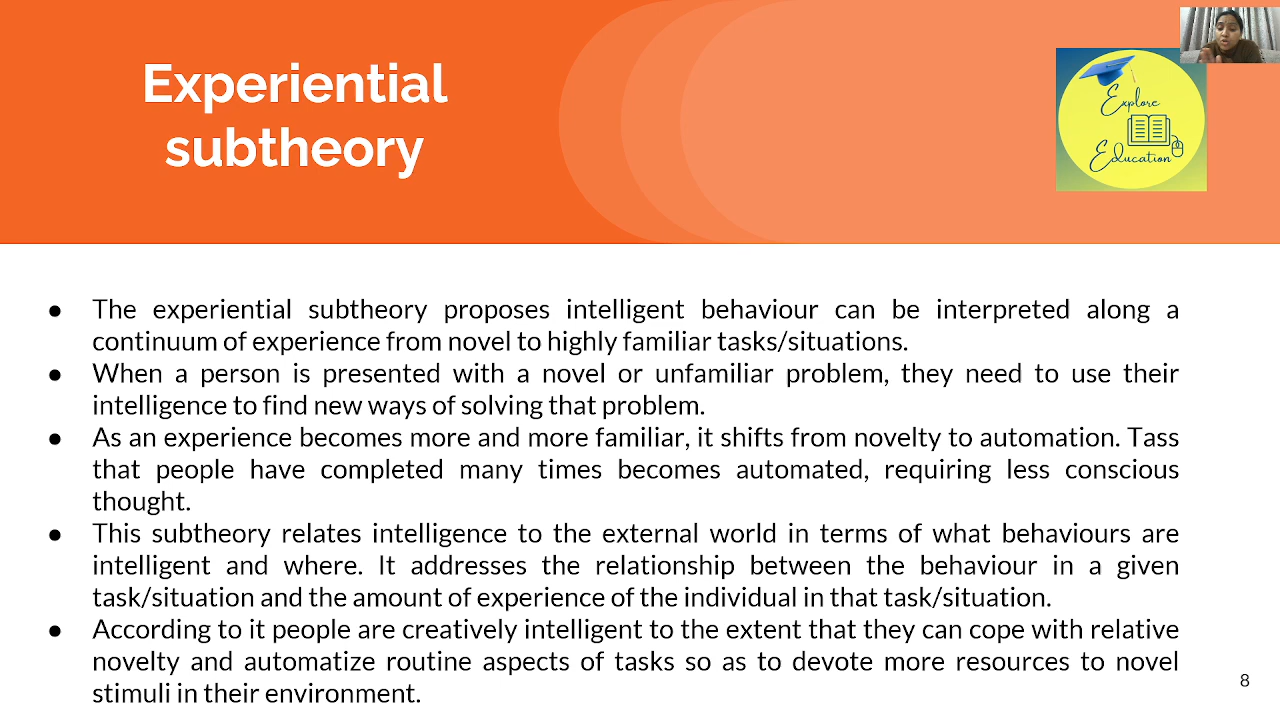 Experiential
subtheory
Explore
Education
● The experiential subtheory proposes intelligent behaviour can be interpreted along a
continuum of experience from novel to highly familiar tasks/situations.
● When a person is presented with a novel or unfamiliar problem, they need to use their
intelligence to find new ways of solving that problem.
● As an experience becomes more and more familiar, it shifts from novelty to automation. Tass
that people have completed many times becomes automated, requiring less conscious
thought.
● This subtheory relates intelligence to the external world in terms of what behaviours are
intelligent and where. It addresses the relationship between the behaviour in a given
task/situation and the amount of experience of the individual in that task/situation.
● According to it people are creatively intelligent to the extent that they can cope with relative
novelty and automatize routine aspects of tasks so as to devote more resources to novel
stimuli in their environment.
8